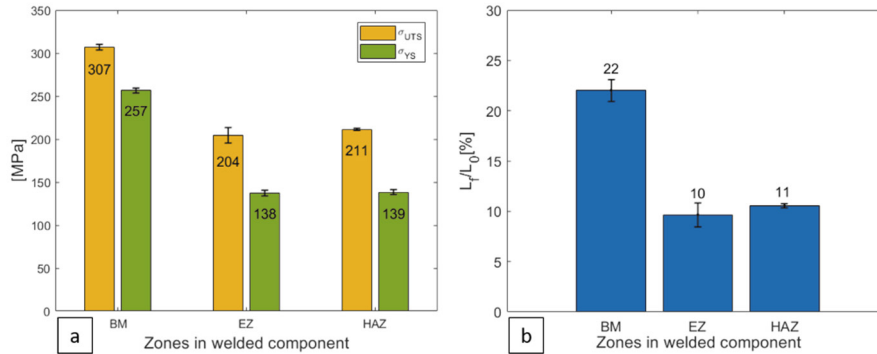 350
300
250
200
150
100
50
0
[MPa]
σUTS
σYS
307
257
204
138
211
139
BM EZ HAZ
Zones in welded component
a
30
25
20
15
10
5
0
Lf/L0[%]
22
10
11
BM EZ HAZ
Zones in welded component
b